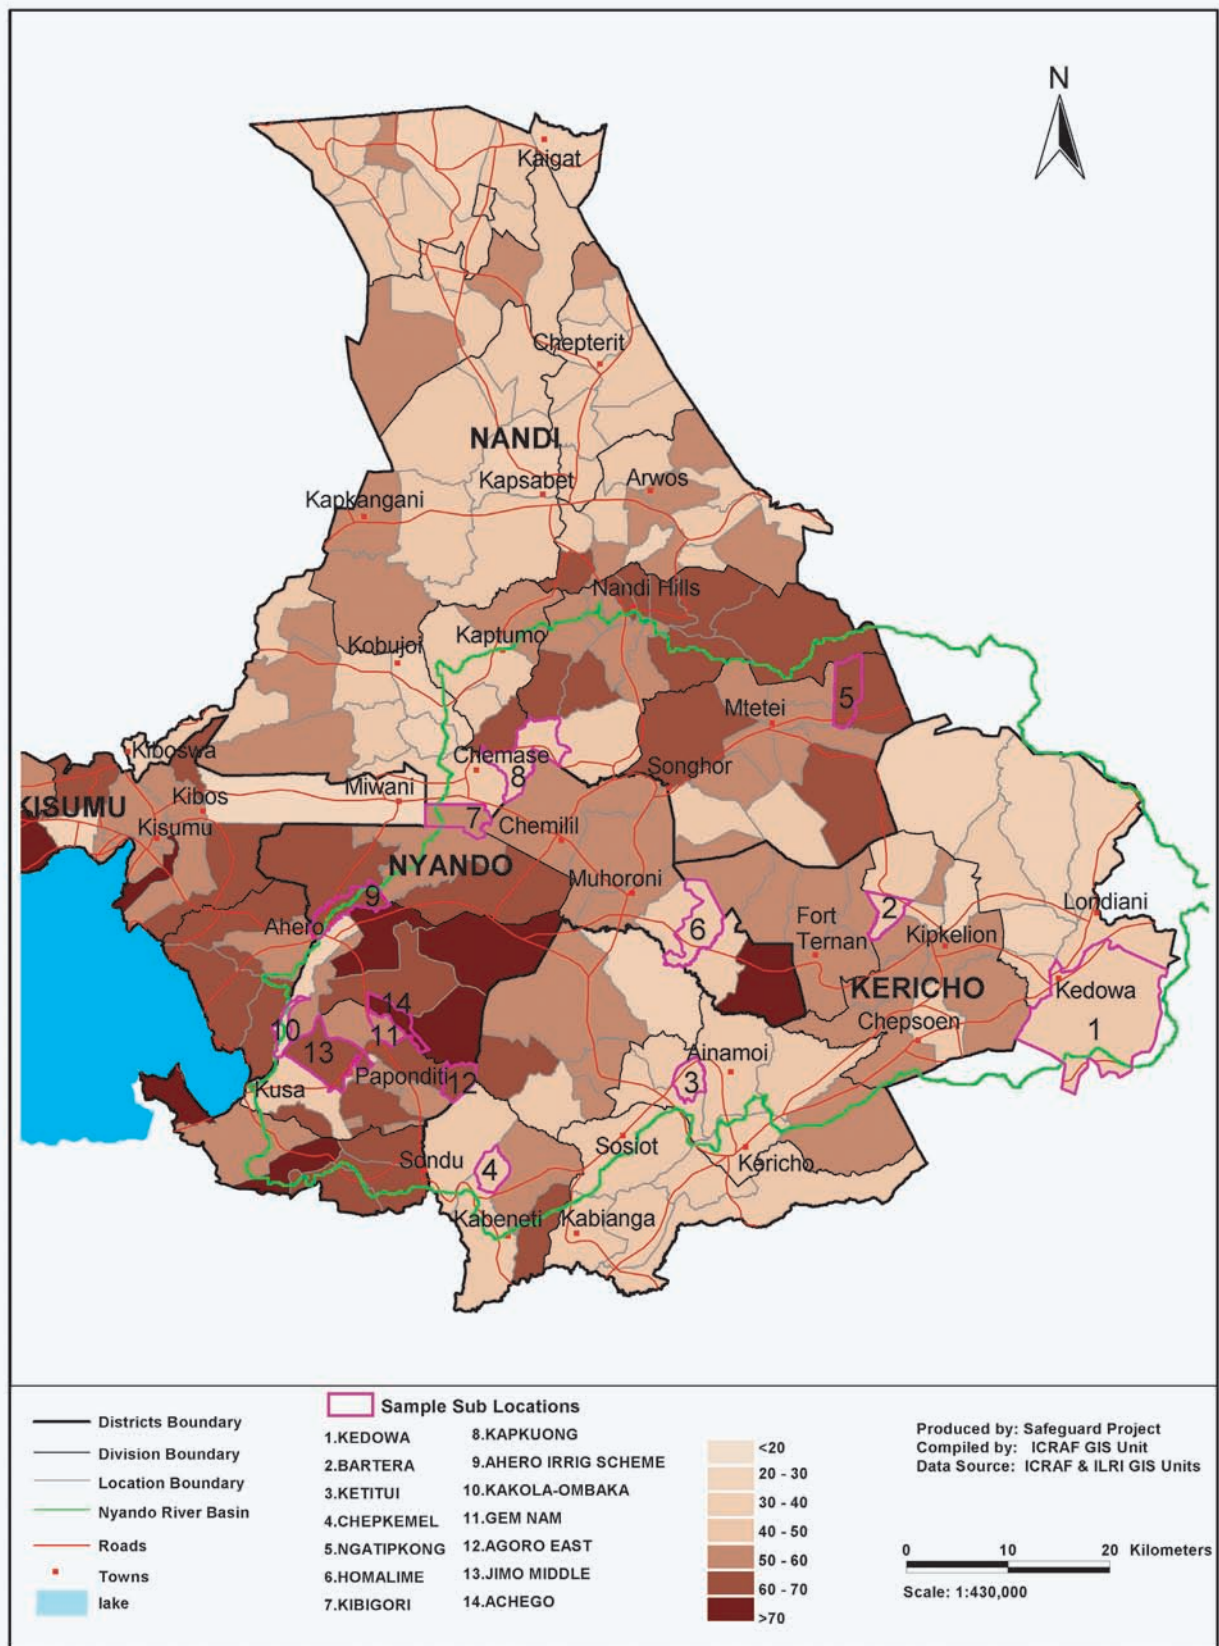 N
Kaigat
Chepterit
NANDI
Kapsabet
Arwos
Kapkangani
Nandi Hills
Kaptumo
Kobujoi
5
Mtetei
Kiboswa
Chemase
8
Songhor
Miwani
KISUMU
Kibos
7
Kisumu
Chemilil
NYANDO
Muhoroni
9
Londiani
2
Ahero
6
Fort
Ternan
Kipkelion
KERICHO
Kedowa
14
Chepsoen
10
11
1
13
Ainamoi
Paponditi
12
3
Kusa
Sosiot
Sondu
4
Kericho
Kabeneti
Kabianga
Districts Boundary
Division Boundary
Location Boundary
Nyando River Basin
Roads
Towns
lake
Sample Sub Locations
1.KEDOWA
2.BARTERA
3.KETITUI
4.CHEPKEMEL
5.NGATIPKONG
6.HOMALIME
7.KIBIGORI
8.KAPKUONG
9.AHERO IRRIG SCHEME
10.KAKOLA-OMBAKA
11.GEM NAM
12.AGORO EAST
13.JIMO MIDDLE
14.ACHEGO
<20
20 - 30
30 - 40
40 - 50
50 - 60
60 - 70
>70
Produced by: Safeguard Project
Compiled by: ICRAF GIS Unit
Data Source: ICRAF & ILRI GIS Units
0 10 20 Kilometers
Scale: 1:430,000